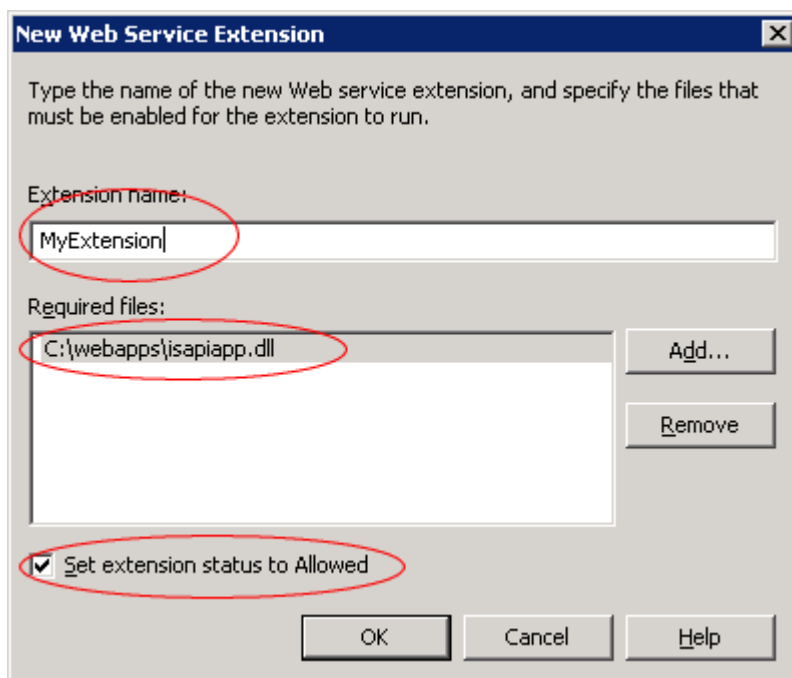 New Web Service Extension
Type the name of the new Web service extension, and specify the files that
must be enabled for the extension to run.
Extension name:
MyExtension
Required files:
C:\webapps\isapiapp.dll
Add...
Remove
Set extension status to Allowed
OK
Cancel
Help